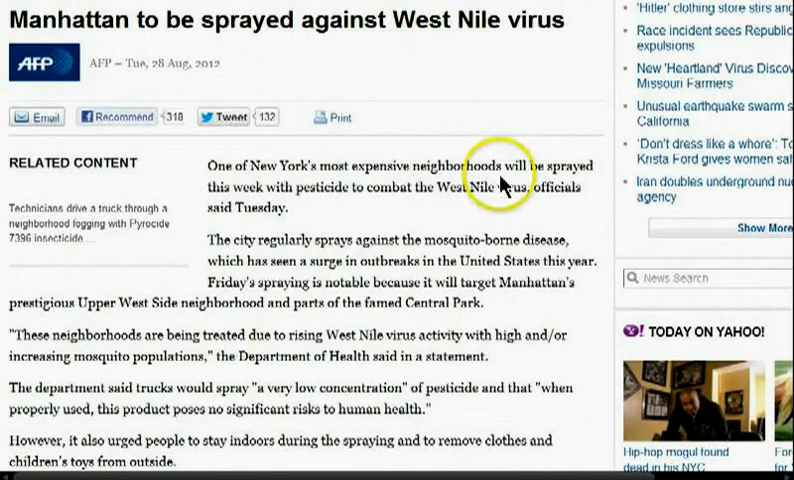 Manhattan to be sprayed against West Nile virus
AFP
AFP – Tue, 28 Aug, 2012
Email
Recommend
318
Tweet
132
Print
RELATED CONTENT
Technicians drive a truck through a
neighborhood fogging with Pyrocide
7396 insecticide ...
One of New York's most expensive neighborhoods will be sprayed
this week with pesticide to combat the West Nile virus, officials
said Tuesday.
The city regularly sprays against the mosquito-borne disease,
which has seen a surge in outbreaks in the United States this year.
Friday's spraying is notable because it will target Manhattan's
prestigious Upper West Side neighborhood and parts of the famed Central Park.
"These neighborhoods are being treated due to rising West Nile virus activity with high and/or
increasing mosquito populations," the Department of Health said in a statement.
The department said trucks would spray "a very low concentration" of pesticide and that "when
properly used, this product poses no significant risks to human health."
However, it also urged people to stay indoors during the spraying and to remove clothes and
children's toys from outside.
'Hitler' clothing store stirs
Race incident sees Republic
expulsions
New 'Heartland' Virus Discov
Missouri Farmers
Unusual earthquake swarm s
California
'Don't dress like a whore': To
Krista Ford gives women sa
Iran doubles underground nu
agency
Show More
News Search
Y! TODAY ON YAHOO!
Hip-hop mogul found
dead in his NYC
For
for